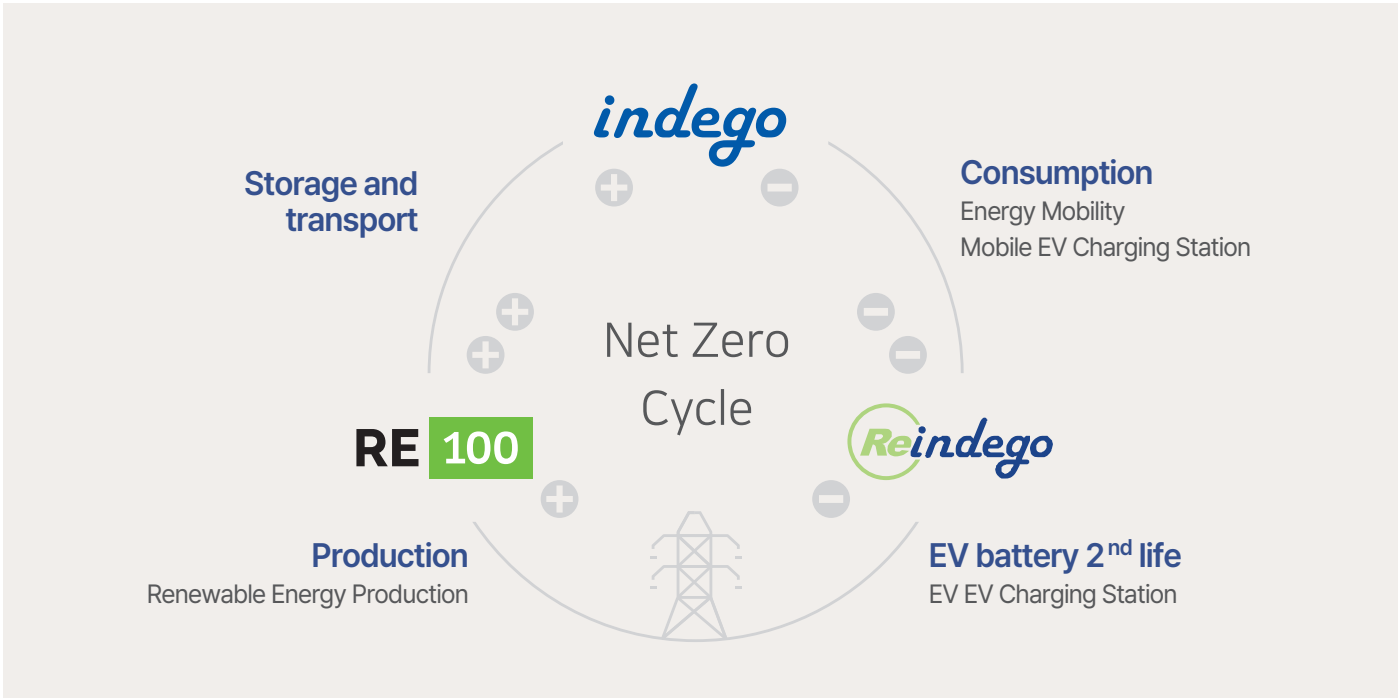 indego
Storage and
transport
Consumption
Energy Mobility
Mobile EV Charging Station
Net Zero
Cycle
RE 100
Reindego
Production
Renewable Energy Production
EV battery 2nd life
EV EV Charging Station